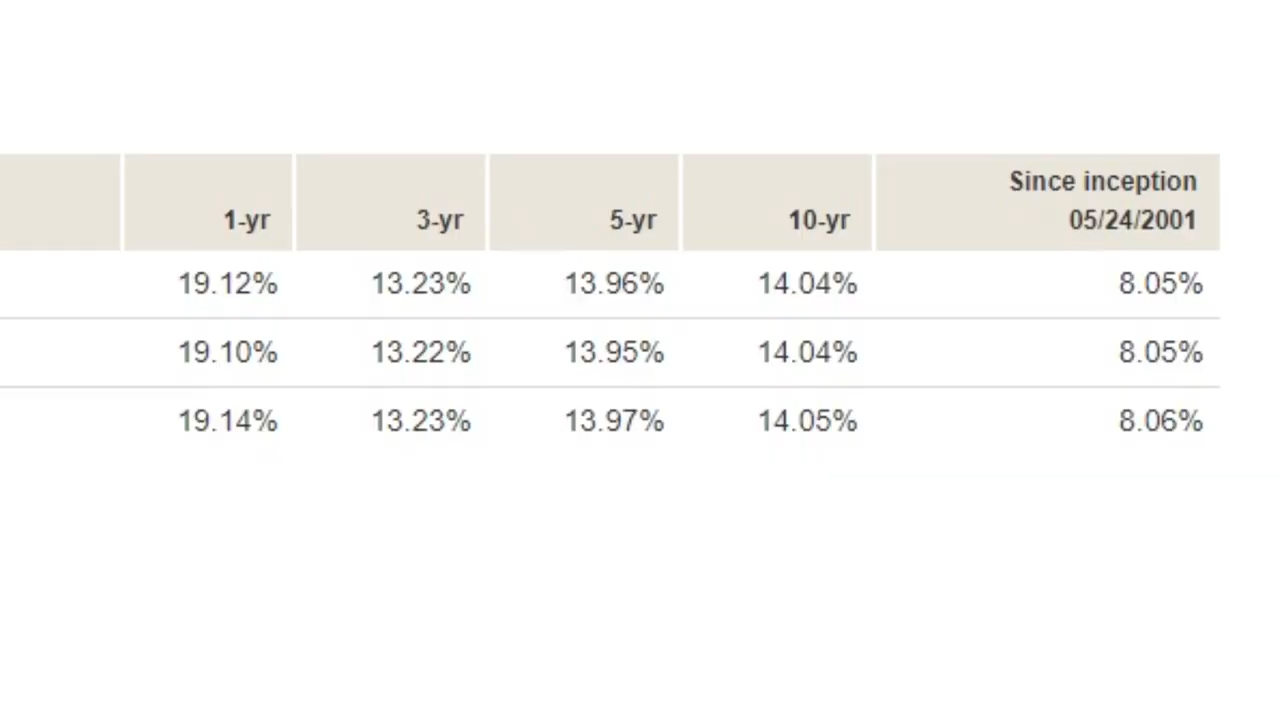 Since inception
1-yr 3-yr 5-yr 10-yr 05/24/2001
19.12% 13.23% 13.96% 14.04% 8.05%
19.10% 13.22% 13.95% 14.04% 8.05%
19.14% 13.23% 13.97% 14.05% 8.06%